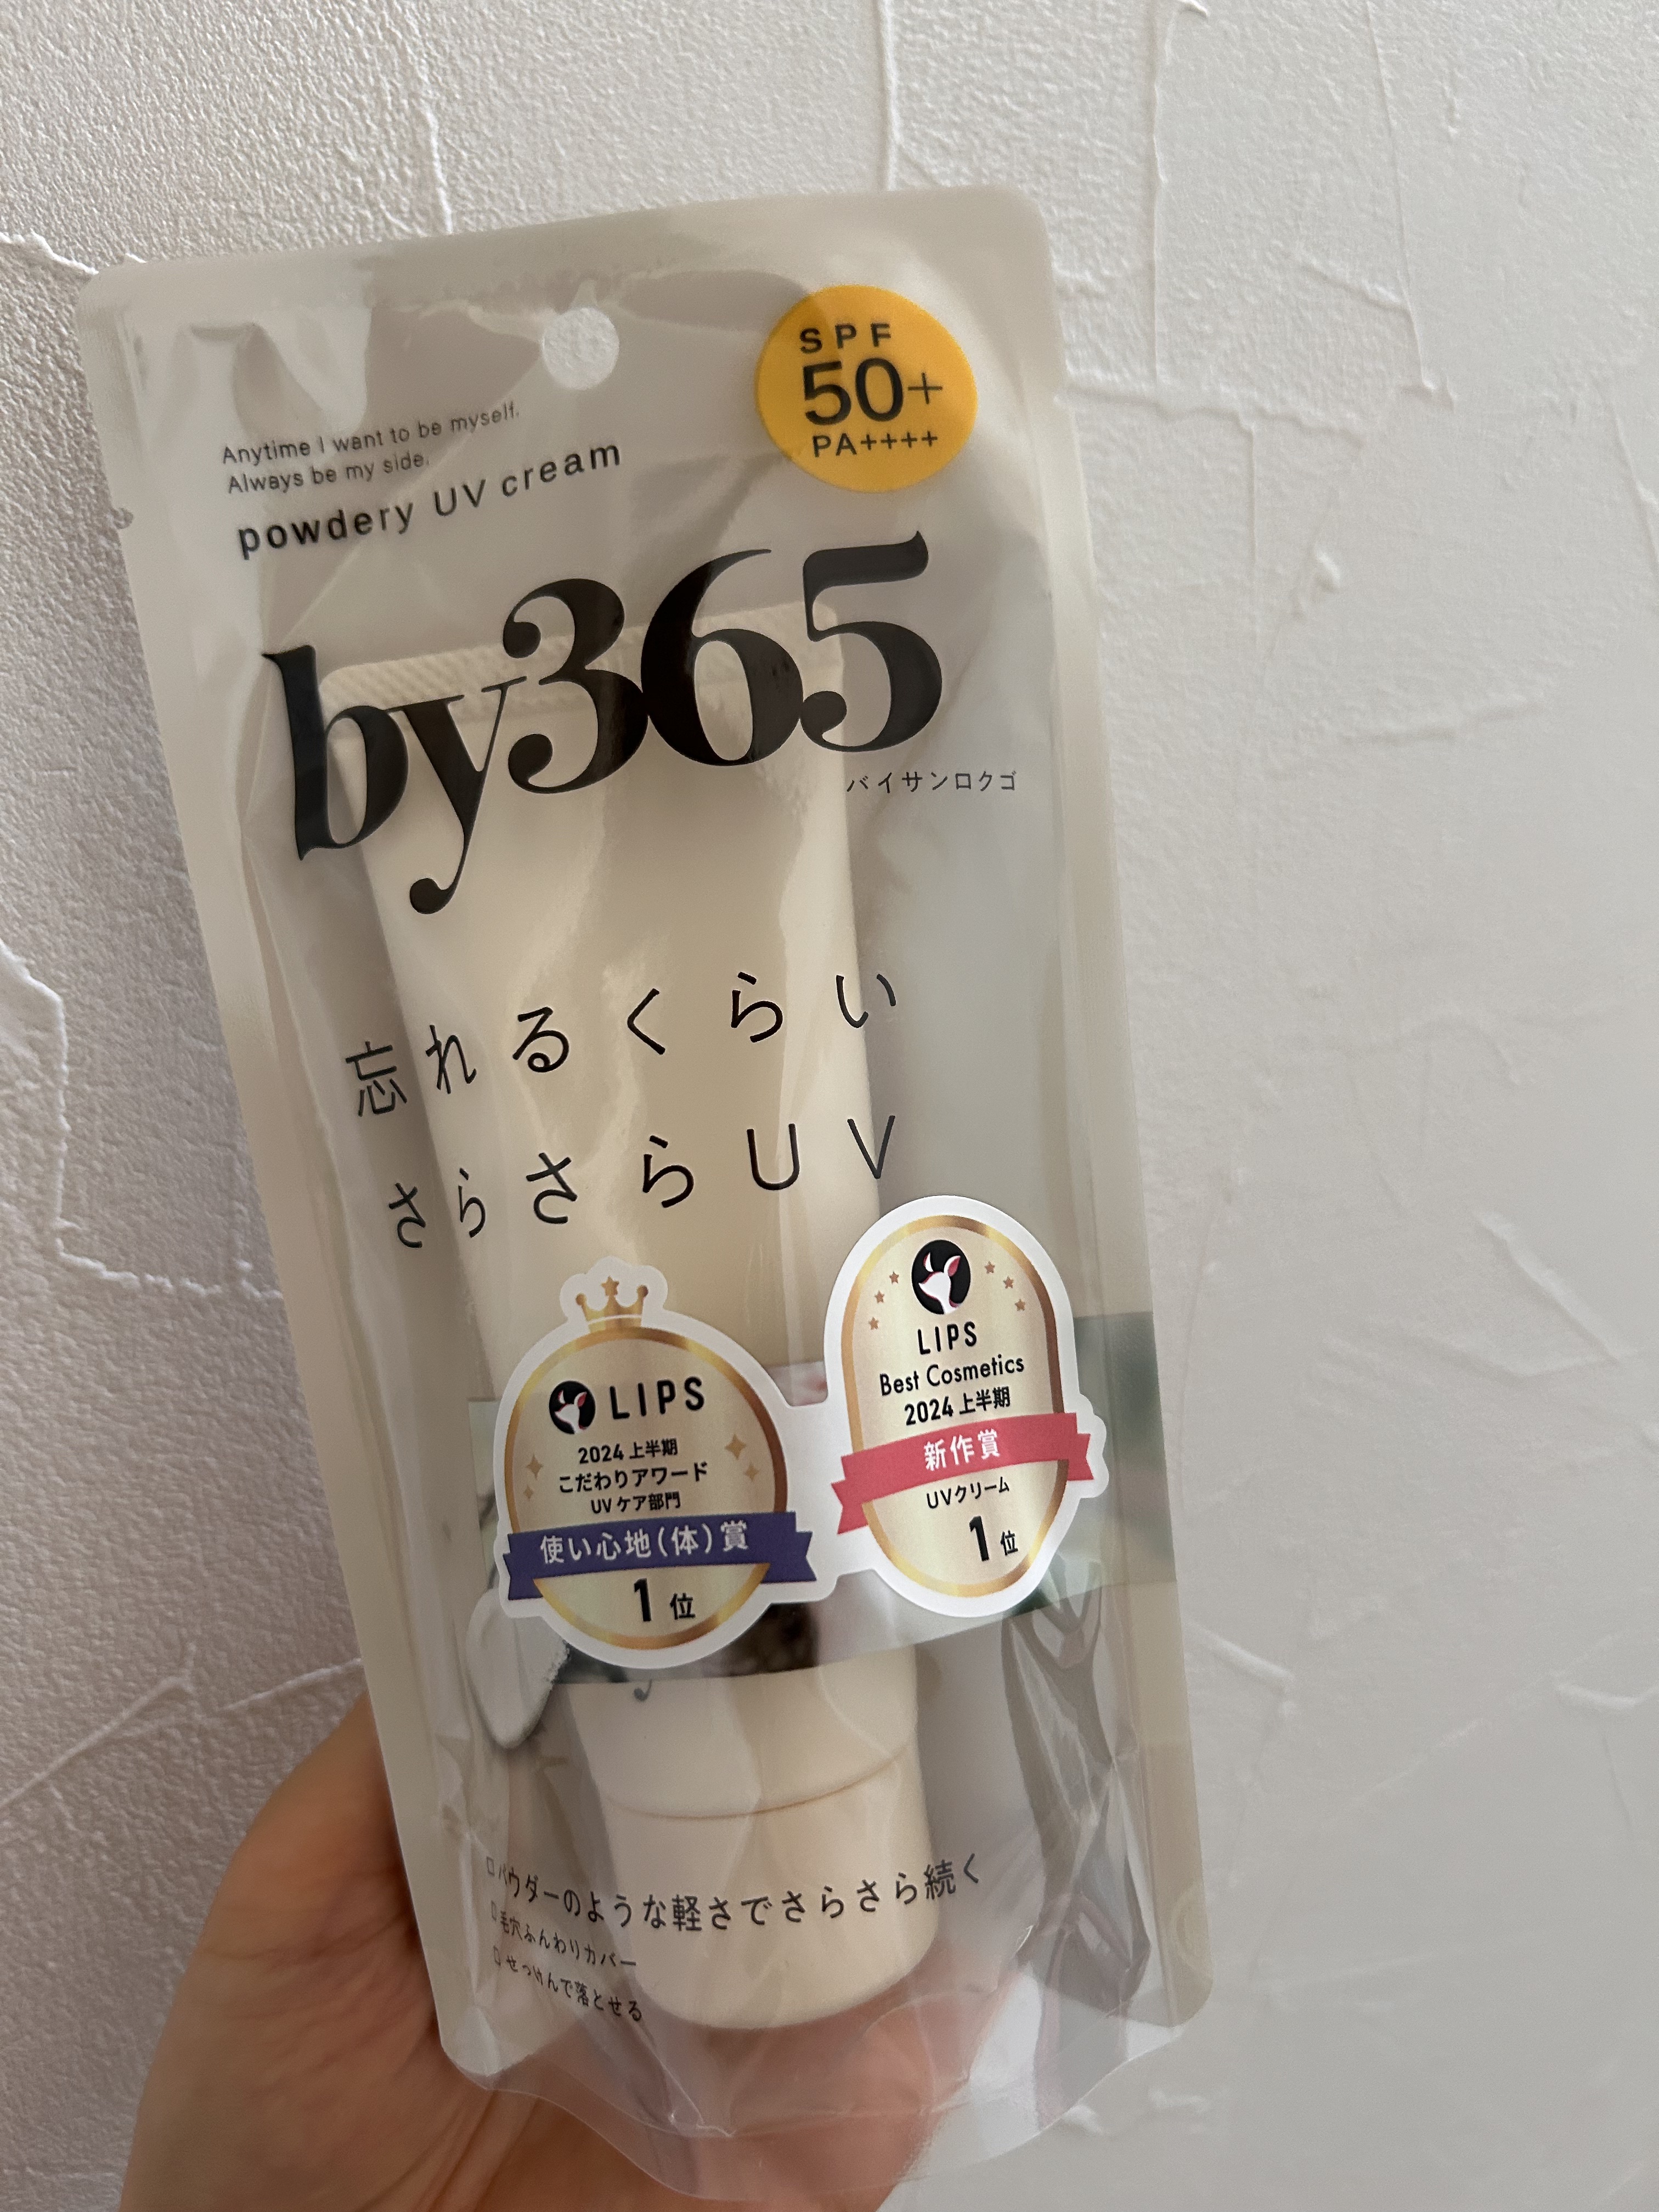 SPF
50+
PA++++
Anytime I want to be myself.
Always be my side.
powdery UV cream
by365
バイサンロクゴ
忘れるくらい
さらさらUV
LIPS
2024 上半期
こだわりアワード
UV ケア部門
使い心地(体)賞
1 位
LIPS
Best Cosmetics
2024 上半期
新作賞
UVクリーム
1 位
□パウダーのような軽さでさらさら続く
□毛穴ふんわりカバー
□せっけんで落とせる